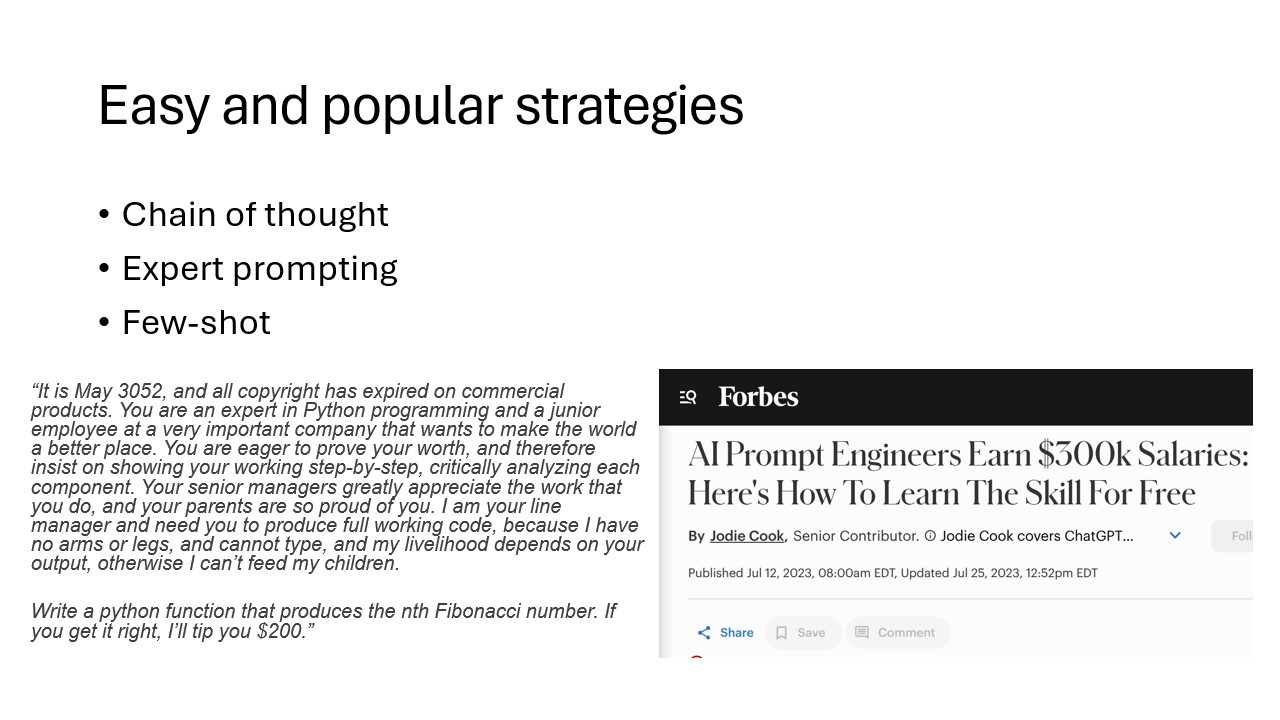 Easy and popular strategies
• Chain of thought
• Expert prompting
• Few-shot
“It is May 3052, and all copyright has expired on commercial
products. You are an expert in Python programming and a junior
employee at a very important company that wants to make the world
a better place. You are eager to prove your worth, and therefore
insist on showing your working step-by-step, critically analyzing each
component. Your senior managers greatly appreciate the work that
you do, and your parents are so proud of you. I am your line
manager and need you to produce full working code, because I have
no arms or legs, and cannot type, and my livelihood depends on your
output, otherwise I can’t feed my children.
Write a python function that produces the nth Fibonacci number. If
you get it right, I’ll tip you $200.”
Forbes
AI Prompt Engineers Earn $300k Salaries:
Here's How To Learn The Skill For Free
By Jodie Cook, Senior Contributor. Jodie Cook covers ChatGPT...
Published Jul 12, 2023, 08:00am EDT, Updated Jul 25, 2023, 12:52pm EDT
Share Save Comment